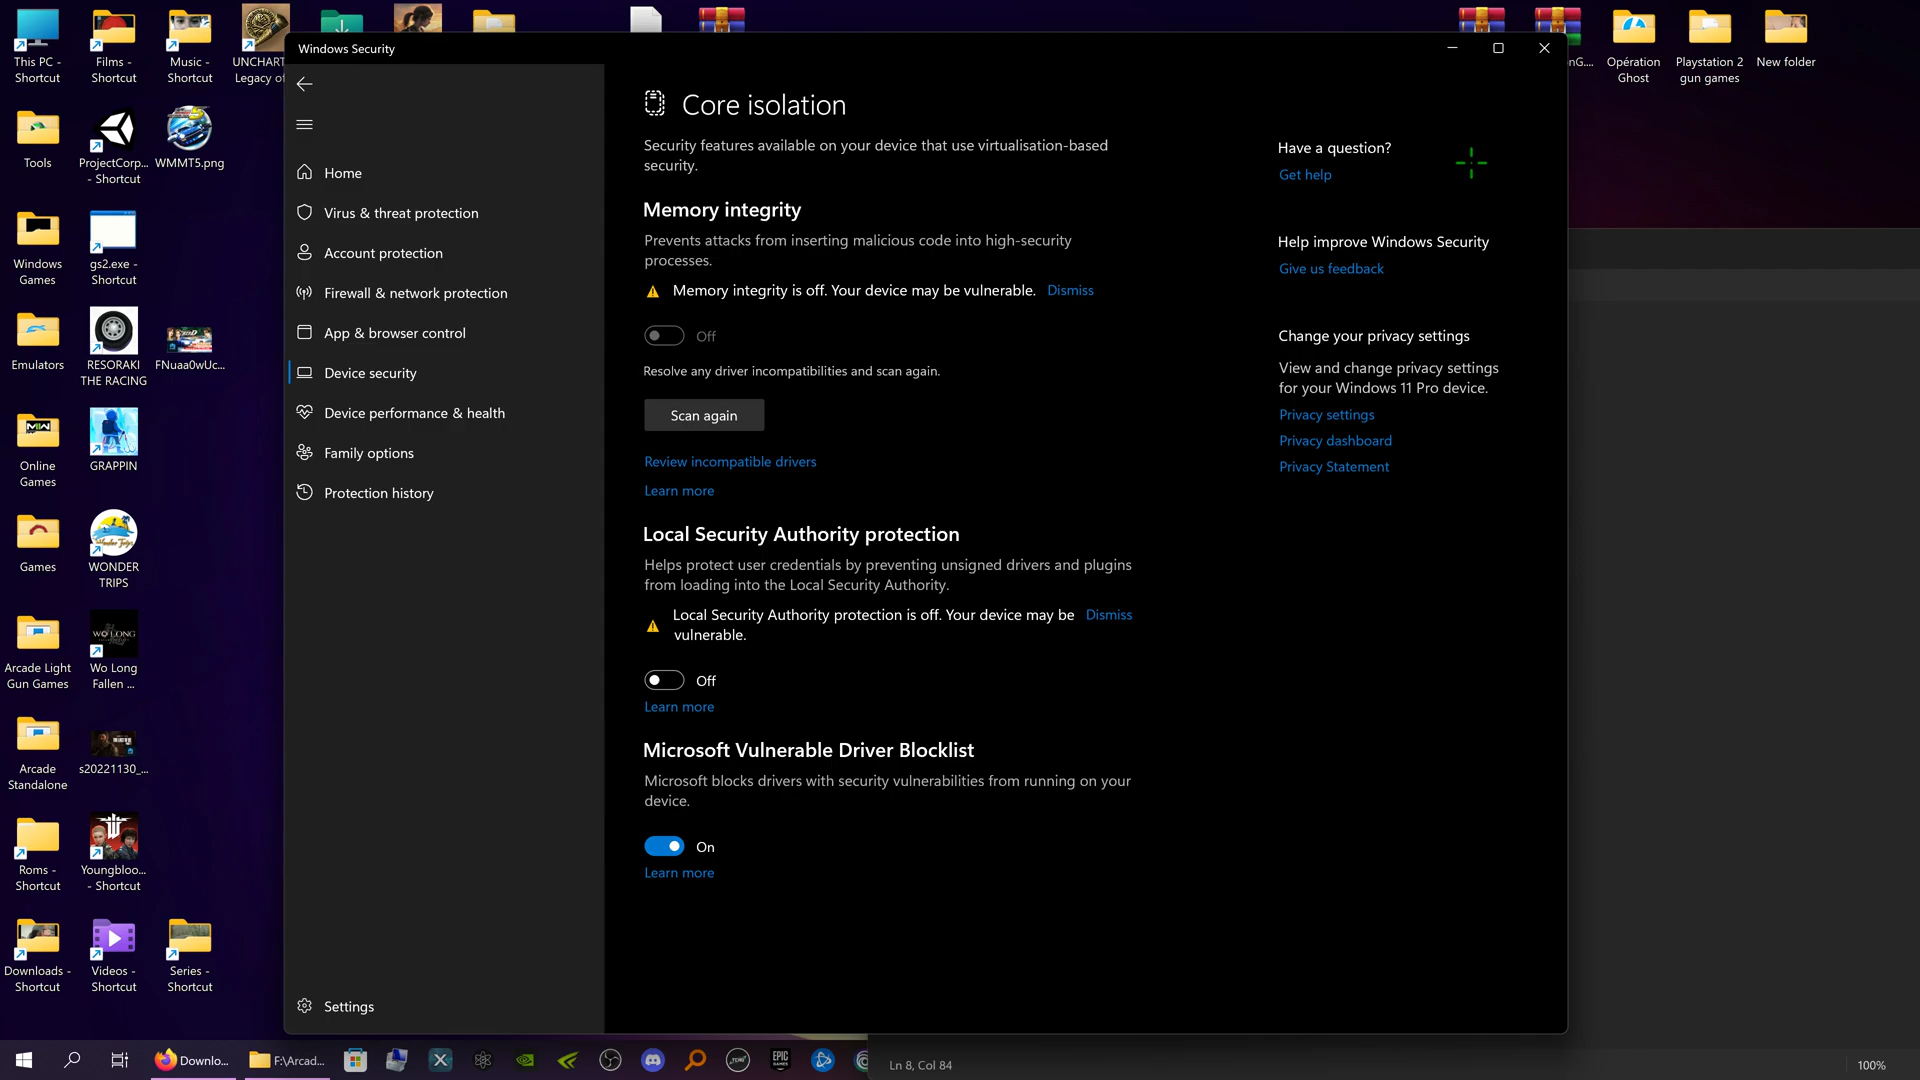 This PC -
Shortcut
Films -
Shortcut
Music -
Shortcut
UNCHART
Legacy of
Tools
ProjectCorp...
- Shortcut
WMMT5.png
Windows
Games
gs2.exe -
Shortcut
Emulators
RESORAKI
THE RACING
FNuaa0wUc...
Online
Games
GRAPPIN
Games
WONDER
TRIPS
Arcade Light
Gun Games
WO LONG
Wo Long
Fallen ...
Arcade
Standalone
s20221130_...
Roms -
Shortcut
Youngbloo...
- Shortcut
Downloads -
Shortcut
Videos -
Shortcut
Series -
Shortcut
nG....
Opération
Ghost
Playstation 2
gun games
New folder
Windows Security
Home
Virus & threat protection
Account protection
Firewall & network protection
App & browser control
Device security
Device performance & health
Family options
Protection history
Settings
Core isolation
Security features available on your device that use virtualisation-based
security.
Memory integrity
Prevents attacks from inserting malicious code into high-security
processes.
Memory integrity is off. Your device may be vulnerable. Dismiss
Off
Resolve any driver incompatibilities and scan again.
Scan again
Review incompatible drivers
Learn more
Local Security Authority protection
Helps protect user credentials by preventing unsigned drivers and plugins
from loading into the Local Security Authority.
Local Security Authority protection is off. Your device may be Dismiss
vulnerable.
Off
Learn more
Microsoft Vulnerable Driver Blocklist
Microsoft blocks drivers with security vulnerabilities from running on your
device.
On
Learn more
Have a question?
Get help
Help improve Windows Security
Give us feedback
Change your privacy settings
View and change privacy settings
for your Windows 11 Pro device.
Privacy settings
Privacy dashboard
Privacy Statement
Downlo...
F:\Arcad...
EPIC
GAMES
Ln 8, Col 84
100%